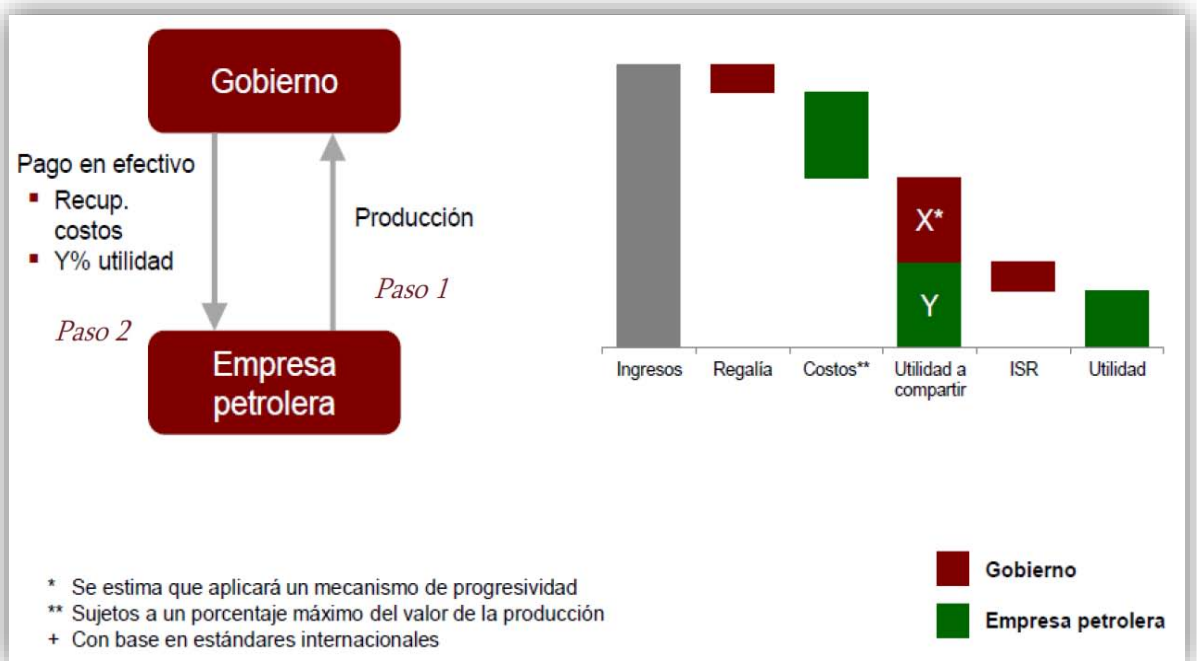 Gobierno
Pago en efectivo
▪ Recup.
costos
▪ Y% utilidad
Producción
Paso 1
Paso 2
Empresa
petrolera
X*
Y
Ingresos
Regalía
Costos**
Utilidad a
compartir
ISR
Utilidad
* Se estima que aplicará un mecanismo de progresividad
** Sujetos a un porcentaje máximo del valor de la producción
+ Con base en estándares internacionales
Gobierno
Empresa petrolera